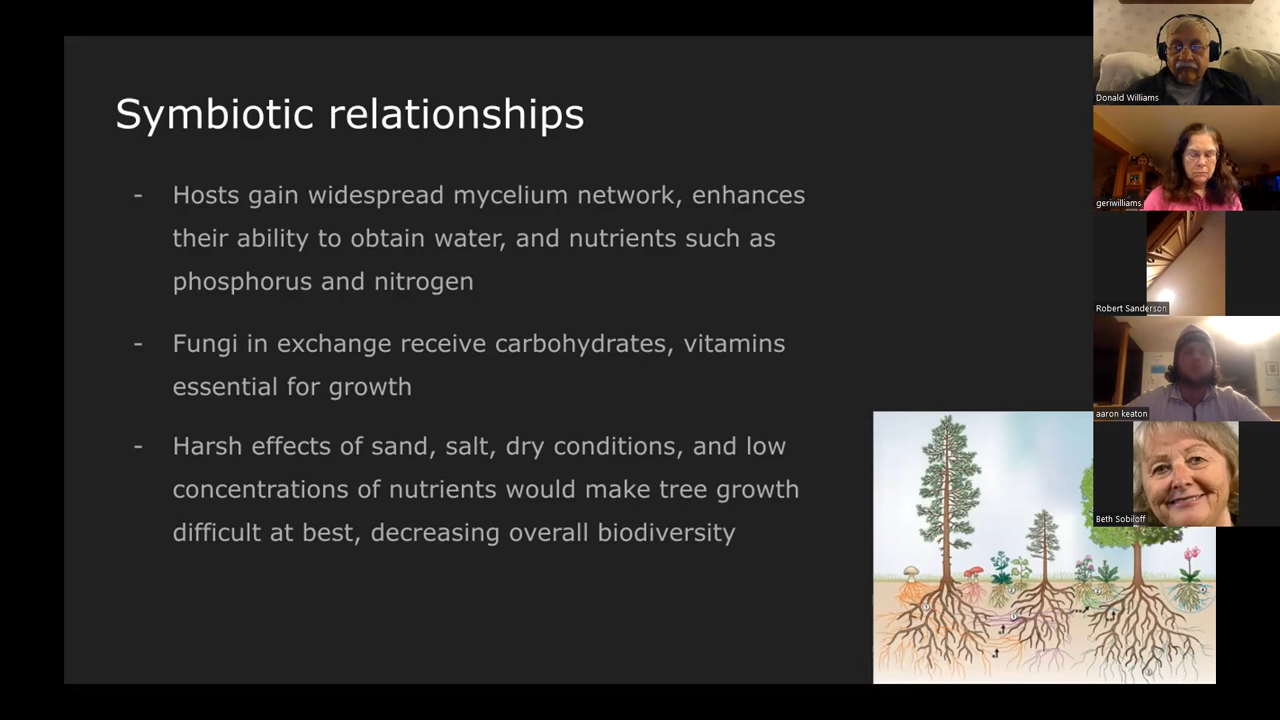 Symbiotic relationships
- Hosts gain widespread mycelium network, enhances
their ability to obtain water, and nutrients such as
phosphorus and nitrogen
- Fungi in exchange receive carbohydrates, vitamins
essential for growth
- Harsh effects of sand, salt, dry conditions, and low
concentrations of nutrients would make tree growth
difficult at best, decreasing overall biodiversity
Donald Williams
geriwilliams
Robert Sanderson
aaron keaton
Beth Sobiloff